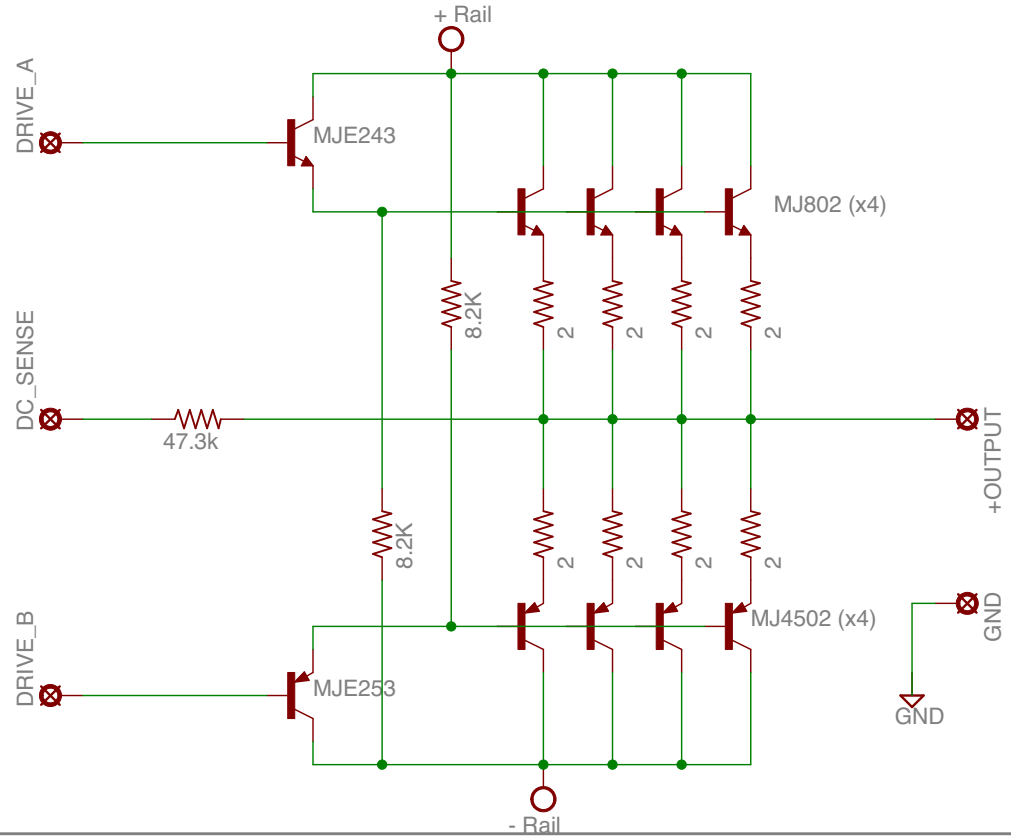 + Rail
DRIVE_A
MJE243
MJ802 (x4)
8.2K
2
2
2
2
DC_SENSE
47.3k
+OUTPUT
8.2K
2
2
2
2
DRIVE_B
MJE253
MJ4502 (x4)
GND
GND
- Rail